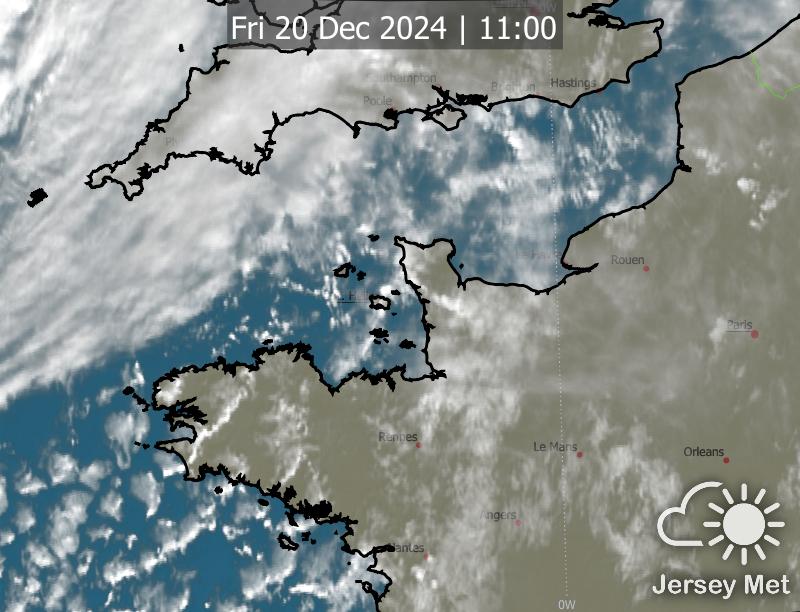 Fri 20 Dec 2024 | 11:00
Southampton
Hastings
Poole
Rouen
Paris
Rennes
Le Mans
Orleans
Angers
Nantes
Jersey Met
0W